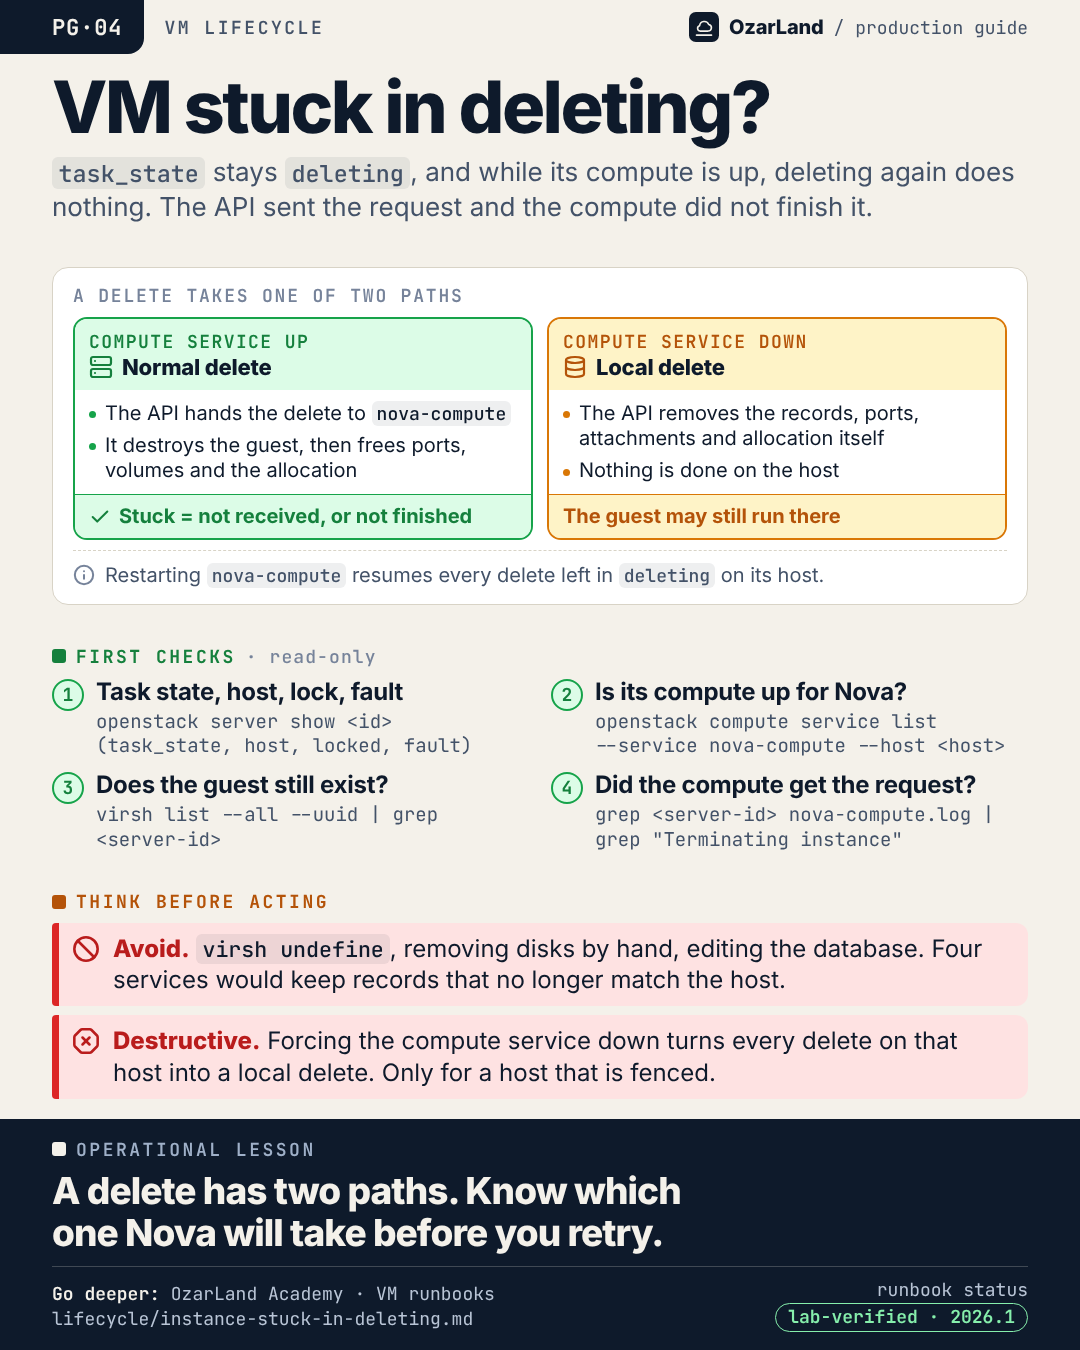 PG·04
VM LIFECYCLE
OzarLand / production guide
VM stuck in deleting?
task_state stays deleting, and while its compute is up, deleting again does
nothing. The API sent the request and the compute did not finish it.
A DELETE TAKES ONE OF TWO PATHS
COMPUTE SERVICE UP
Normal delete
The API hands the delete to nova-compute
It destroys the guest, then frees ports,
volumes and the allocation
Stuck = not received, or not finished
COMPUTE SERVICE DOWN
Local delete
The API removes the records, ports,
attachments and allocation itself
Nothing is done on the host
The guest may still run there
Restarting nova-compute resumes every delete left in deleting on its host.
FIRST CHECKS · read-only
1 Task state, host, lock, fault
openstack server show <id>
(task_state, host, locked, fault)
2 Is its compute up for Nova?
openstack compute service list
--service nova-compute --host <host>
3 Does the guest still exist?
virsh list --all --uuid | grep
<server-id>
4 Did the compute get the request?
grep <server-id> nova-compute.log |
grep "Terminating instance"
THINK BEFORE ACTING
Avoid. virsh undefine, removing disks by hand, editing the database. Four
services would keep records that no longer match the host.
Destructive. Forcing the compute service down turns every delete on that
host into a local delete. Only for a host that is fenced.
OPERATIONAL LESSON
A delete has two paths. Know which
one Nova will take before you retry.
Go deeper: OzarLand Academy · VM runbooks
lifecycle/instance-stuck-in-deleting.md
runbook status
lab-verified · 2026.1